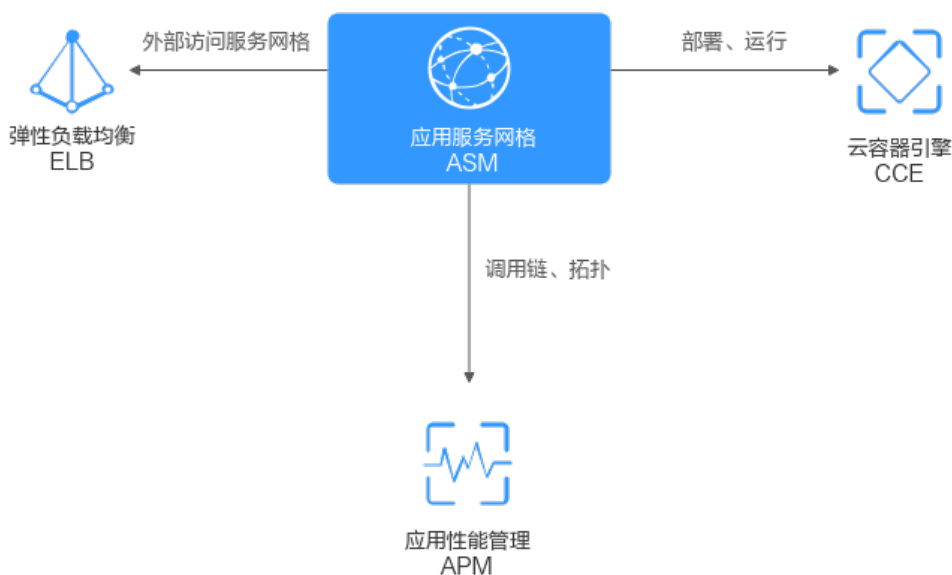 外部访问服务网格
部署、运行
弹性负载均衡
ELB
应用服务网格
ASM
云容器引擎
CCE
调用链、拓扑
应用性能管理
APM